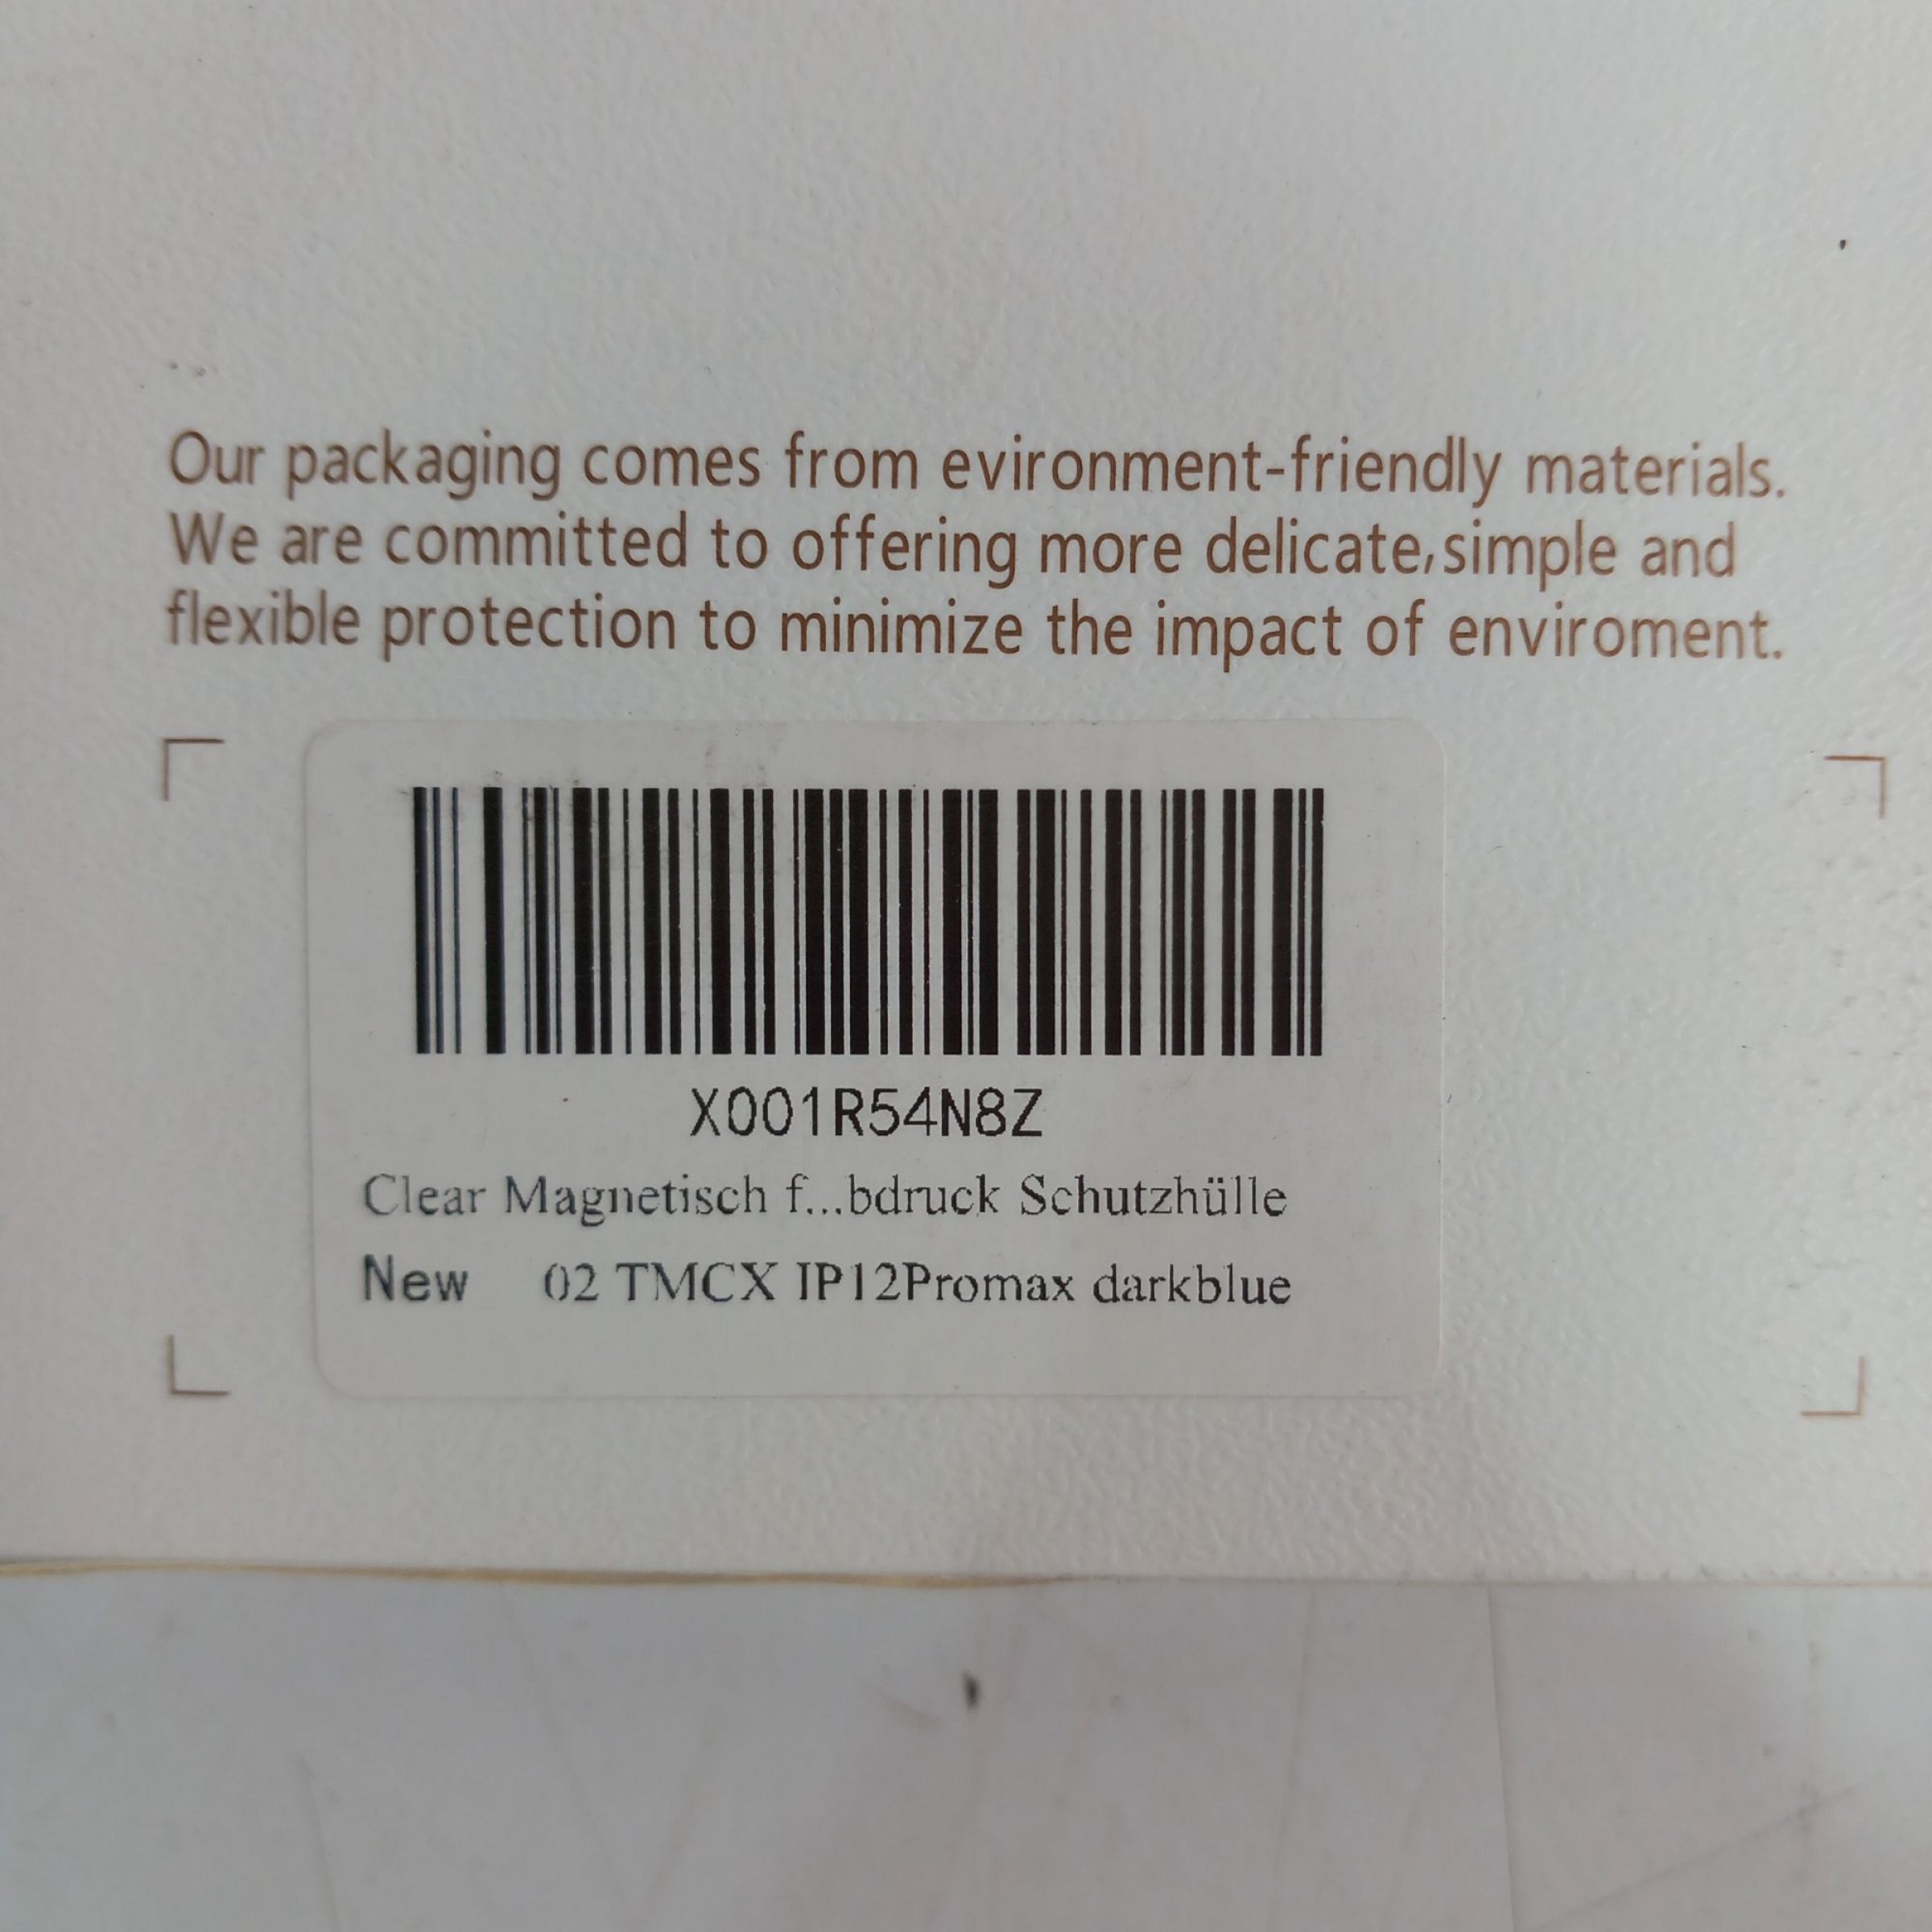 Our packaging comes from evironment-friendly materials.
We are committed to offering more delicate,simple and
flexible protection to minimize the impact of enviroment.
X001R54N8Z
Clear Magnetisch f...bdruck Schutzhülle
New 02 TMCX IP12Promax darkblue